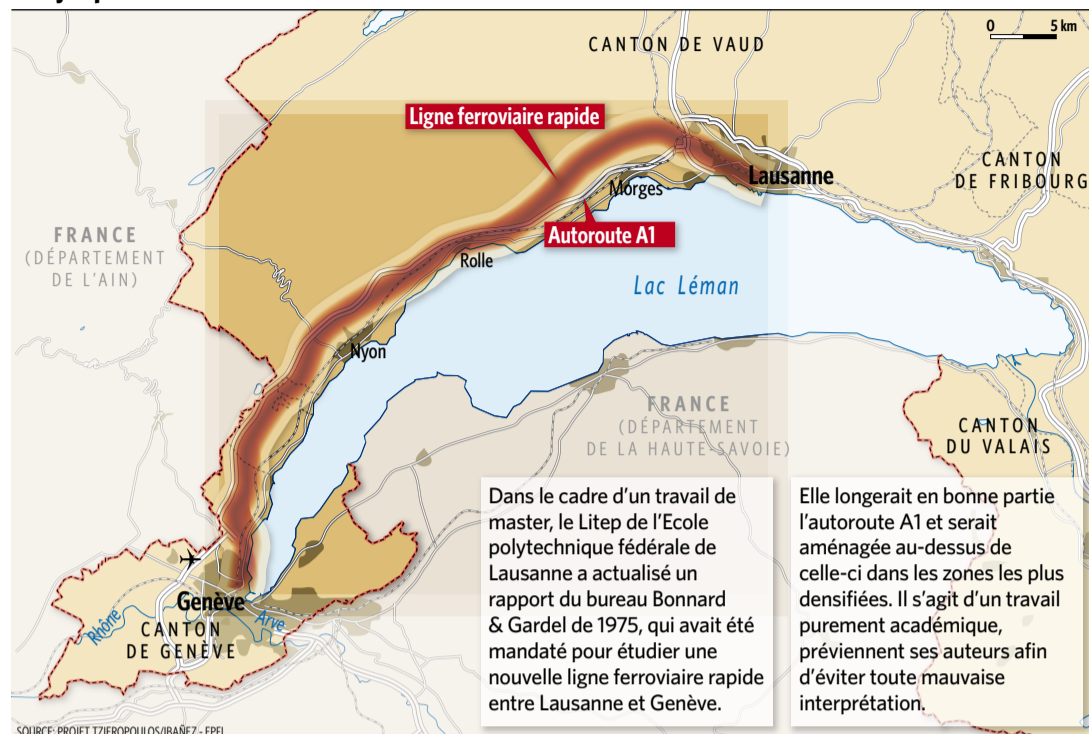 0 5 km
CANTON DE VAUD
Ligne ferroviaire rapide
Lausanne
CANTON
DE FRIBOURG
Morges
FRANCE
(DÉPARTEMENT
DE L'AIN)
Autoroute A1
Rolle
Lac Léman
Nyon
FRANCE
(DÉPARTEMENT
DE LA HAUTE-SAVOIE)
CANTON
DU VALAIS
Genève
Rhône
Arve
CANTON
DE GENÈVE
Dans le cadre d'un travail de
master, le Litep de l'Ecole
polytechnique fédérale de
Lausanne a actualisé un
rapport du bureau Bonnard
& Gardel de 1975, qui avait été
mandaté pour étudier une
nouvelle ligne ferroviaire rapide
entre Lausanne et Genève.
Elle longerait en bonne partie
l'autoroute A1 et serait
aménagée au-dessus de
celle-ci dans les zones les plus
densifiées. Il s'agit d'un travail
purement académique,
préviennent ses auteurs afin
d'éviter toute mauvaise
interprétation.
SOURCE: PROJET TZIEROPOULOS/IBAÑEZ - EPFL